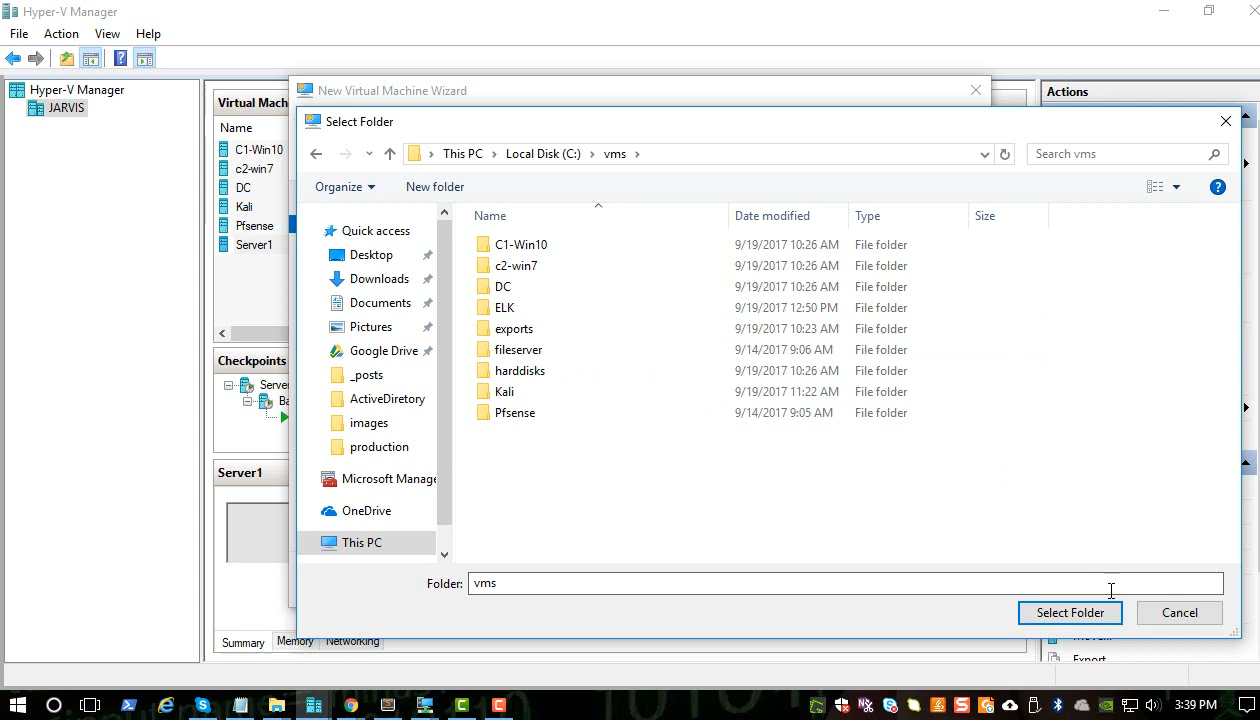 Hyper-V Manager
File Action View Help
Hyper-V Manager
JARVIS
Virtual Mach
Name
C1-Win10
c2-win7
DC
Kali
Pfsense
Server1
Checkpoints
Serve
Ba
Server1
Summary Memory Networking
New Virtual Machine Wizard
Select Folder
This PC > Local Disk (C:) > vms >
Search vms
Organize New folder
Quick access
Desktop
Downloads
Documents
Pictures
Google Drive
_posts
ActiveDiretory
images
production
Microsoft Manage
OneDrive
This PC
Name Date modified Type Size
C1-Win10 9/19/2017 10:26 AM File folder
c2-win7 9/19/2017 10:26 AM File folder
DC 9/19/2017 10:26 AM File folder
ELK 9/19/2017 12:50 PM File folder
exports 9/19/2017 10:23 AM File folder
fileserver 9/14/2017 9:06 AM File folder
harddisks 9/19/2017 10:26 AM File folder
Kali 9/19/2017 11:22 AM File folder
Pfsense 9/14/2017 9:05 AM File folder
Folder: vms
Select Folder Cancel
Actions
Export
3:39 PM